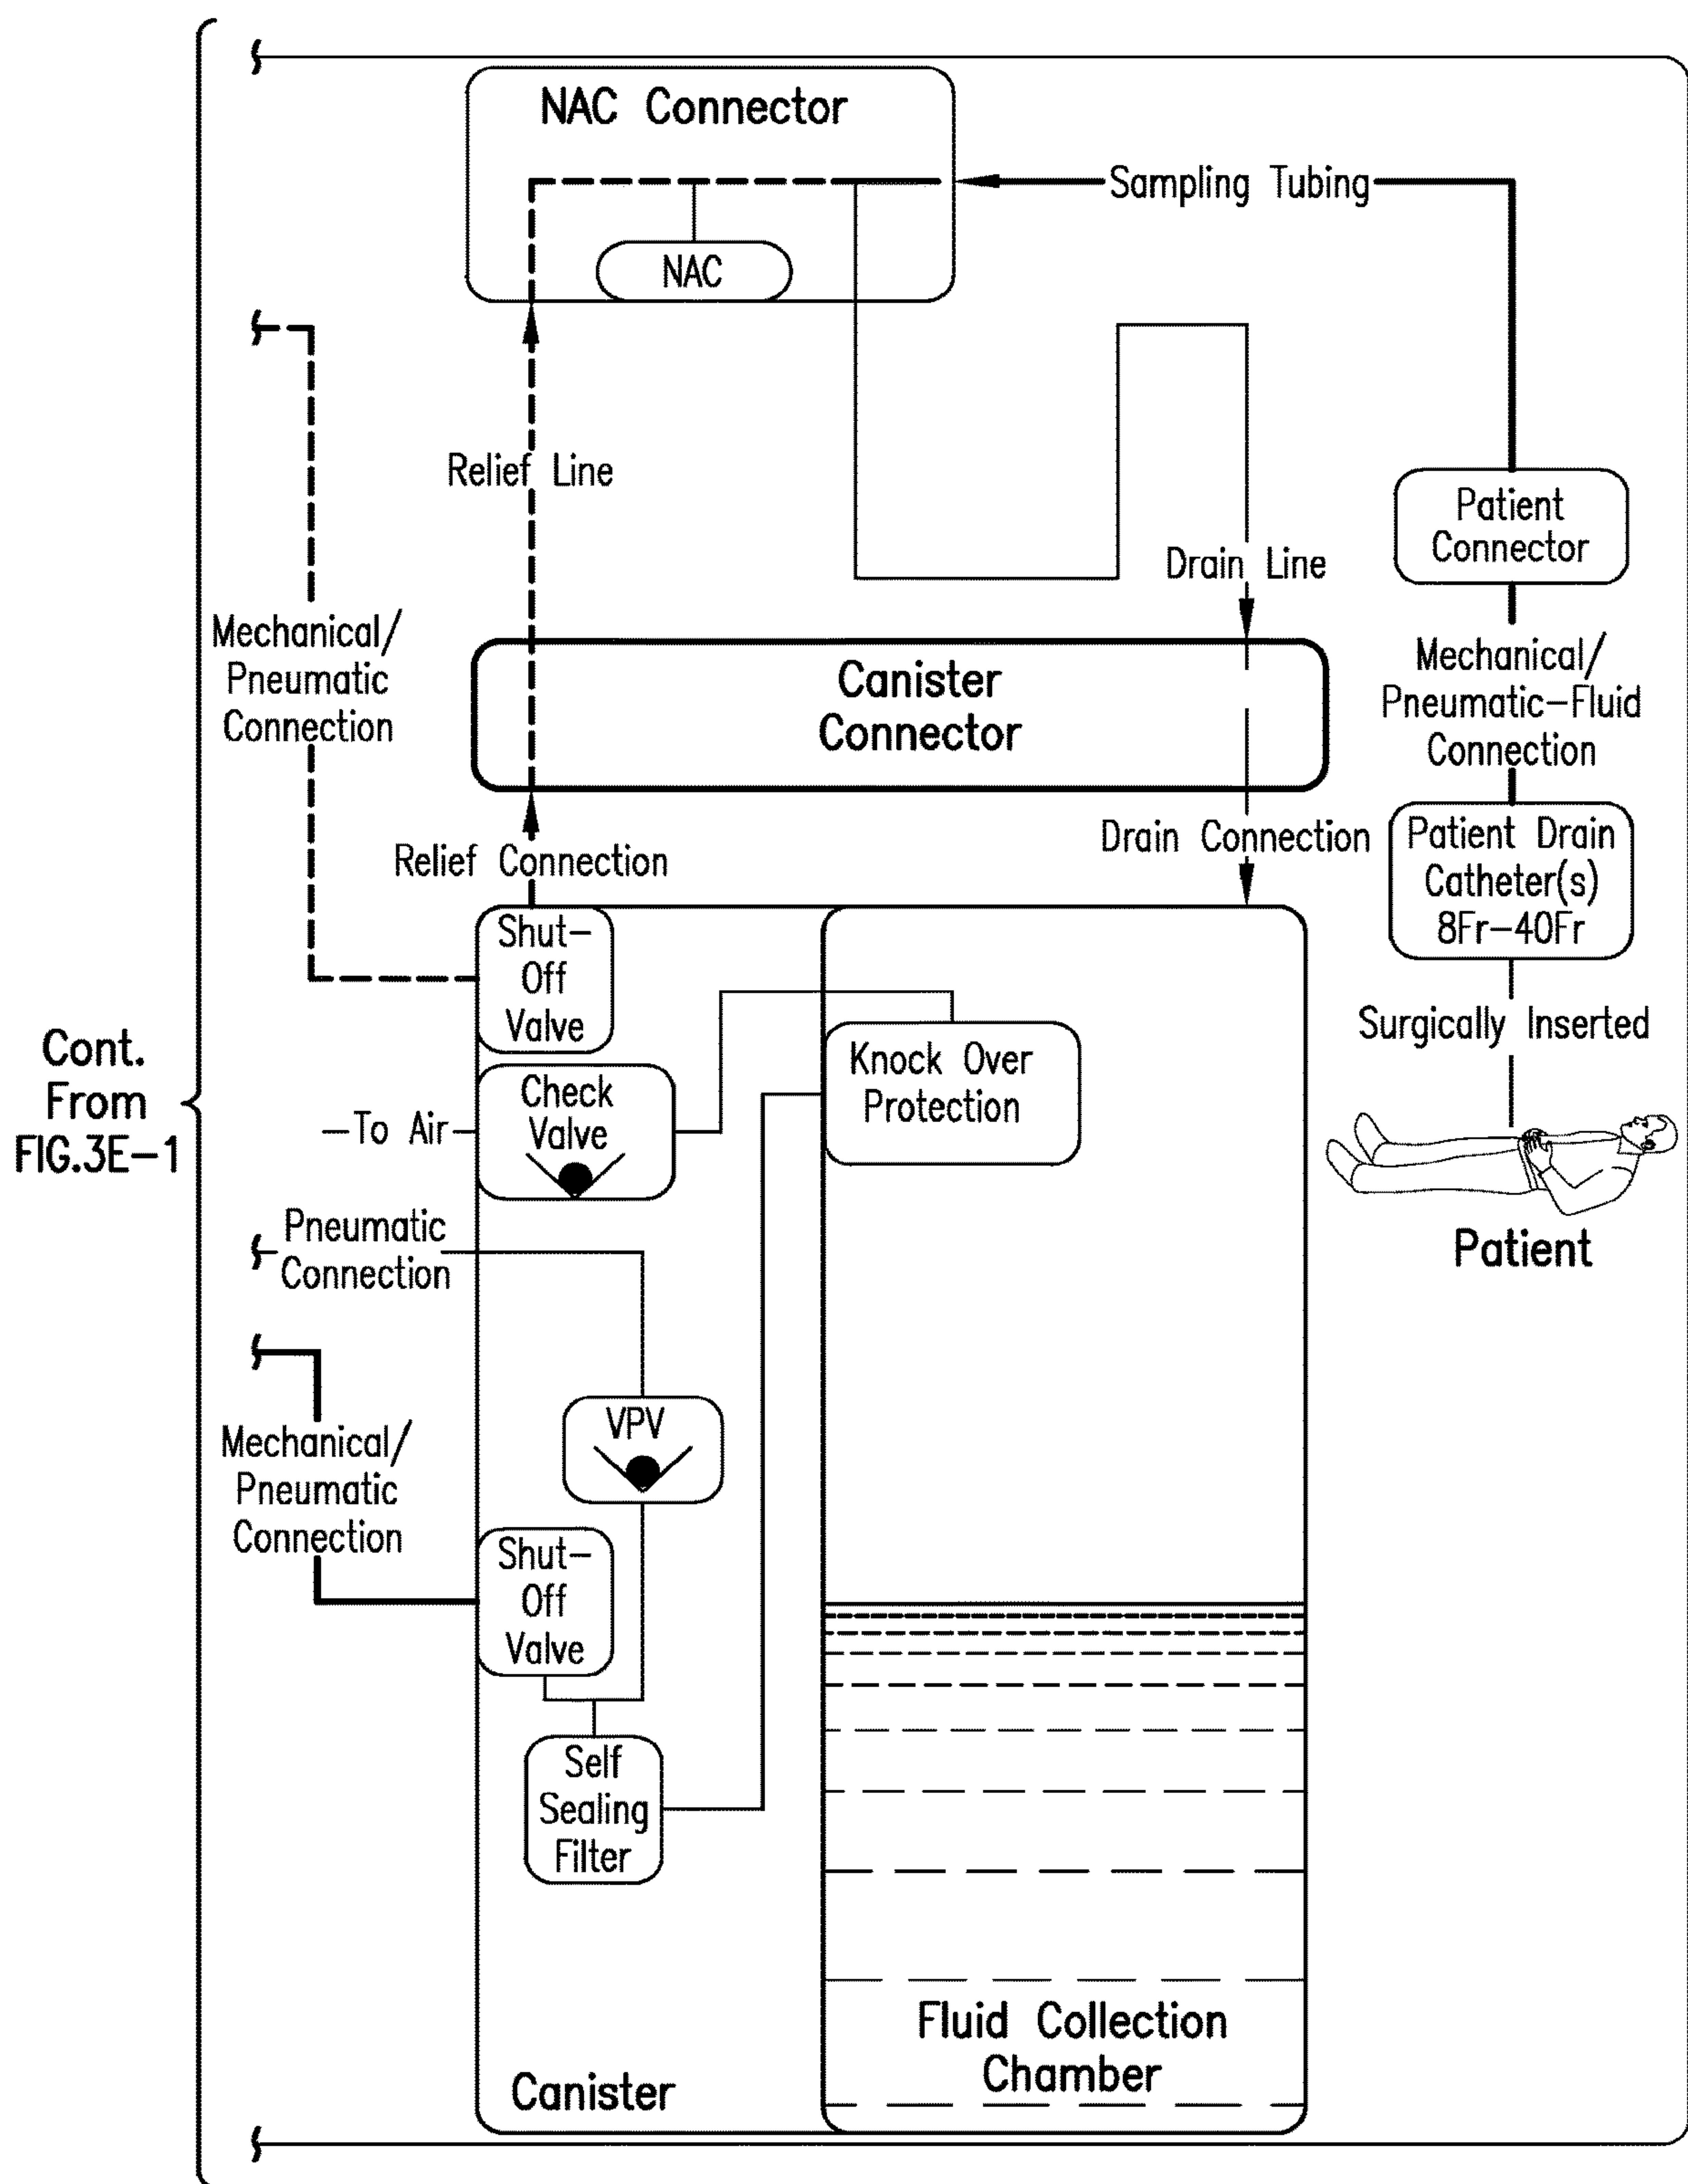 NAC Connector
Sampling Tubing
NAC
Relief Line
Patient
Connector
Drain Line
Mechanical/
Pneumatic
Connection
Canister
Connector
Mechanical/
Pneumatic-Fluid
Connection
Relief Connection
Drain Connection
Patient Drain
Catheter(s)
8Fr-40Fr
Shut-
Off
Valve
Surgically Inserted
Cont.
From
FIG.3E-1
Knock Over
Protection
To Air
Check
Valve
Patient
Pneumatic
Connection
VPV
Mechanical/
Pneumatic
Connection
Shut-
Off
Valve
Self
Sealing
Filter
Fluid Collection
Chamber
Canister